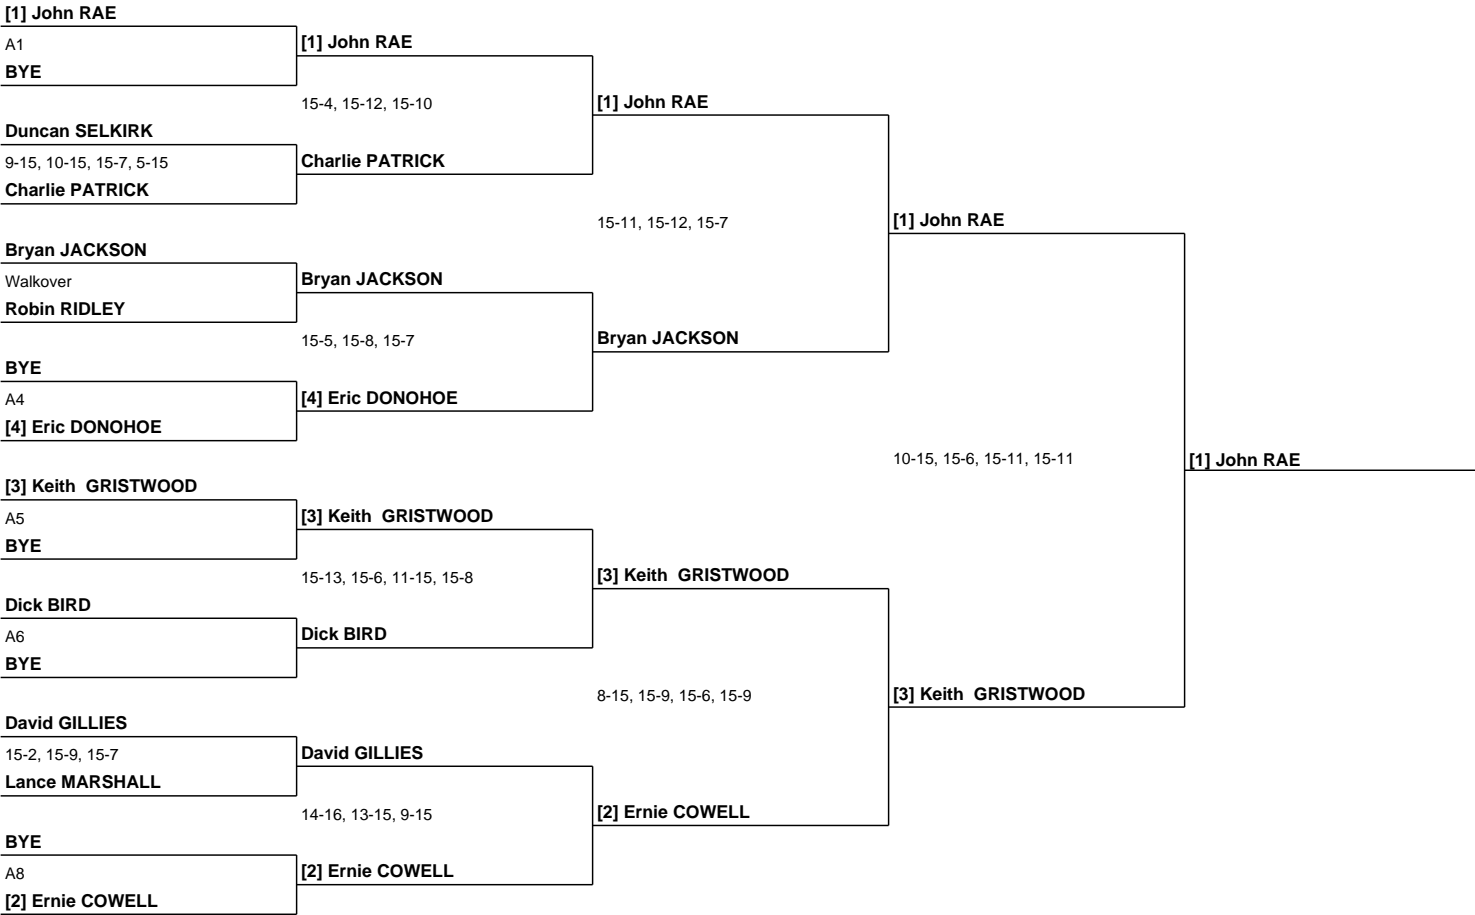 [1] John RAE
A1
BYE
Duncan SELKIRK
9-15, 10-15, 15-7, 5-15
Charlie PATRICK
Bryan JACKSON
Walkover
Robin RIDLEY
BYE
A4
[4] Eric DONOHOE
[3] Keith  GRISTWOOD
A5
BYE
Dick BIRD
A6
BYE
David GILLIES
15-2, 15-9, 15-7
Lance MARSHALL
BYE
A8
[2] Ernie COWELL
[1] John RAE
15-4, 15-12, 15-10
Charlie PATRICK
Bryan JACKSON
15-5, 15-8, 15-7
[4] Eric DONOHOE
[3] Keith  GRISTWOOD
15-13, 15-6, 11-15, 15-8
Dick BIRD
David GILLIES
14-16, 13-15, 9-15
[2] Ernie COWELL
[1] John RAE
15-11, 15-12, 15-7
Bryan JACKSON
[3] Keith  GRISTWOOD
8-15, 15-9, 15-6, 15-9
[2] Ernie COWELL
[1] John RAE
10-15, 15-6, 15-11, 15-11
[3] Keith  GRISTWOOD
[1] John RAE